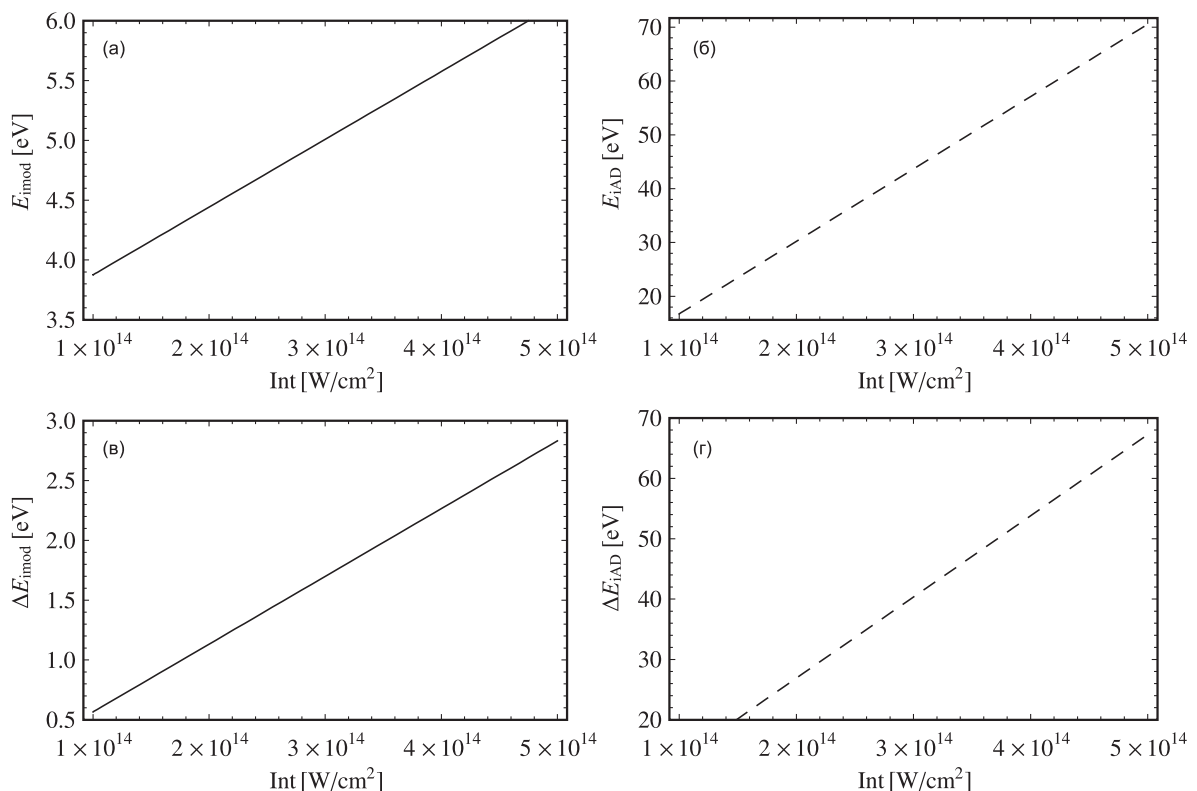 (а)
E_imod [eV]
6.0
5.5
5.0
4.5
4.0
3.5
1×10^14 2×10^14 3×10^14 4×10^14 5×10^14
Int [W/cm²]
(б)
E_iAD [eV]
70
60
50
40
30
20
1×10^14 2×10^14 3×10^14 4×10^14 5×10^14
Int [W/cm²]
(в)
ΔE_imod [eV]
3.0
2.5
2.0
1.5
1.0
0.5
1×10^14 2×10^14 3×10^14 4×10^14 5×10^14
Int [W/cm²]
(г)
ΔE_iAD [eV]
70
60
50
40
30
20
1×10^14 2×10^14 3×10^14 4×10^14 5×10^14
Int [W/cm²]